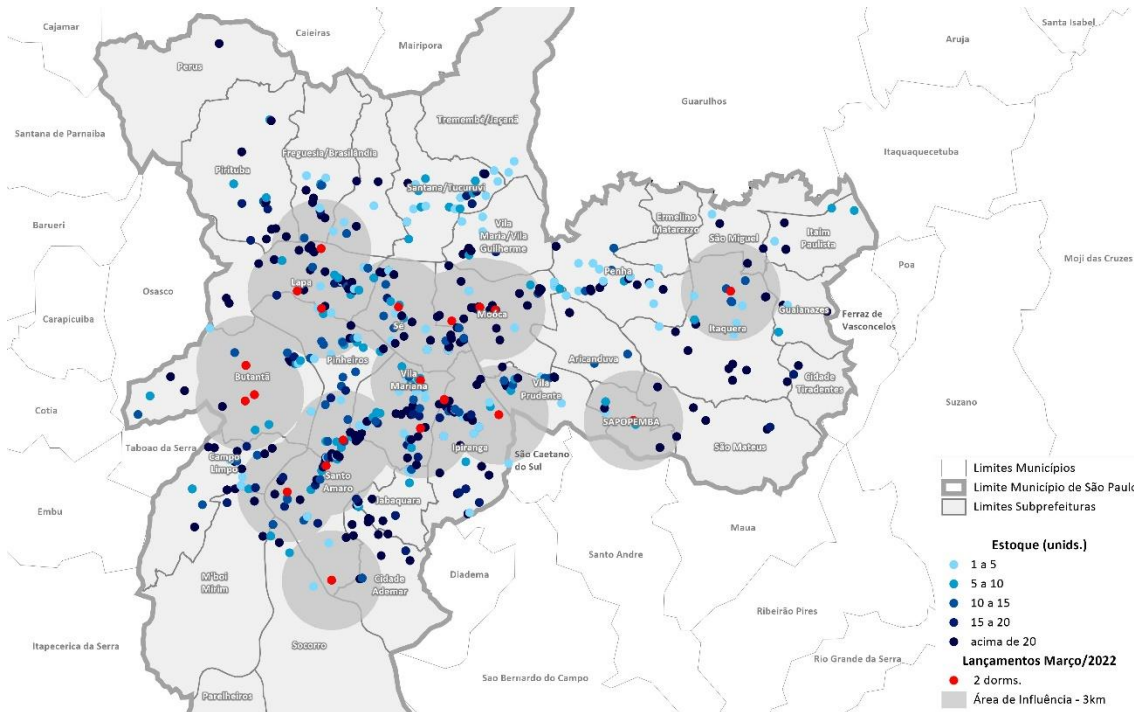 Cajamar
Caieiras
Mairipora
Santa Isabel
Aruja
Perus
Guarulhos
Santana de Parnaiba
Tremembé/Jaçanã
Freguesia/Brasilândia
Itaquaquecetuba
Pirituba
Santana/Tucuruvi
Barueri
Vila
Maria/Vila
Guilherme
Ermelino
Matarazzo
São Miguel
Itaim
Paulista
Poa
Moji das Cruzes
Penha
Osasco
Lapa
Carapicuiba
Mooca
Guaianazes
Ferraz de
Vasconcelos
Sé
Itaquera
Pinheiros
Aricanduva
Butantã
Vila
Mariana
Vila
Prudente
Cidade
Tiradentes
Suzano
Cotia
SAPOPEMBA
Taboao da Serra
Ipiranga
São Mateus
Campo
Limpo
São Caetano
do Sul
Santo
Amaro
Jabaquara
Embu
Maua
Santo Andre
M'boi
Mirim
Cidade
Ademar
Diadema
Ribeirão Pires
Itapecerica da Serra
Socorro
Rio Grande da Serra
Sao Bernardo do Campo
Parelheiros
Limites Municípios
Limite Município de São Paulo
Limites Subprefeituras
Estoque (unids.)
1 a 5
5 a 10
10 a 15
15 a 20
acima de 20
Lançamentos Março/2022
2 dorms.
Área de Influência - 3km